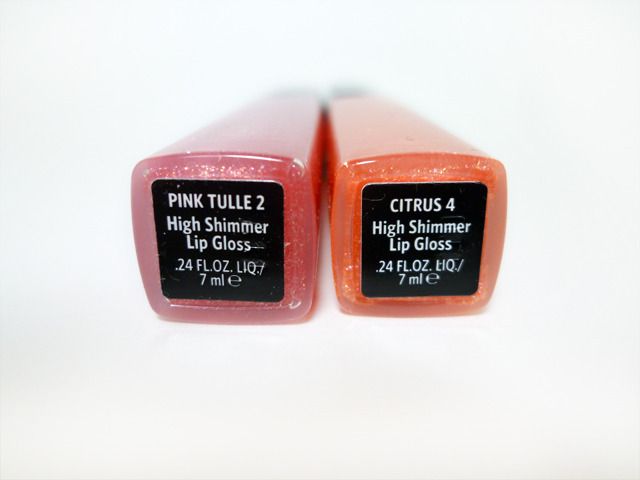 PINK TULLE 2
High Shimmer
Lip Gloss
.24 FL.OZ. LIQ./
7 ml ℮
CITRUS 4
High Shimmer
Lip Gloss
.24 FL.OZ. LIQ./
7 ml ℮